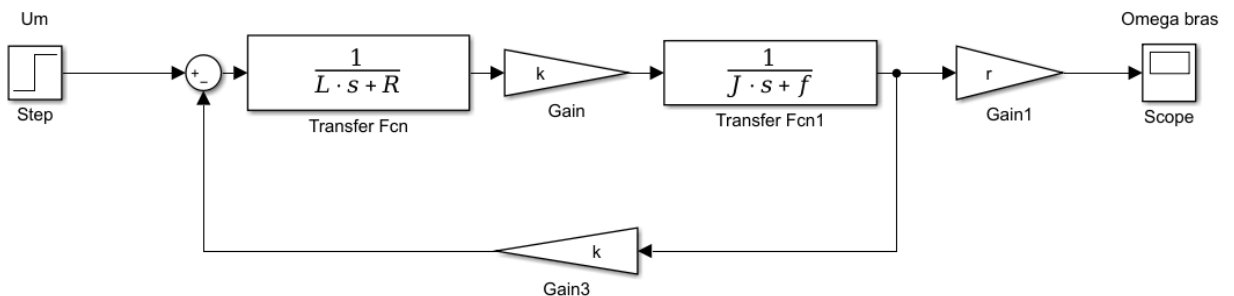 Um
Omega bras
+
−
1
L · s + R
k
1
J · s + f
r
Step
Transfer Fcn
Gain
Transfer Fcn1
Gain1
Scope
k
Gain3